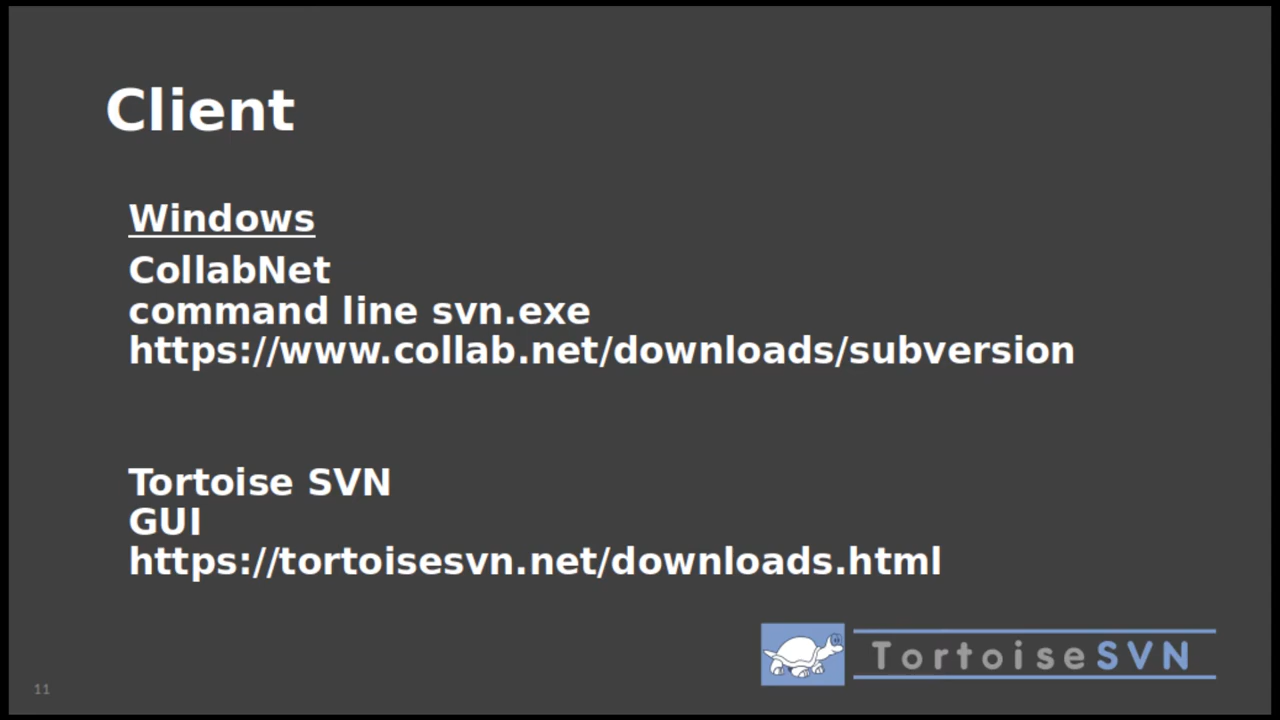 Client
Windows
CollabNet
command line svn.exe
https://www.collab.net/downloads/subversion
Tortoise SVN
GUI
https://tortoisesvn.net/downloads.html
TortoiseSVN
11